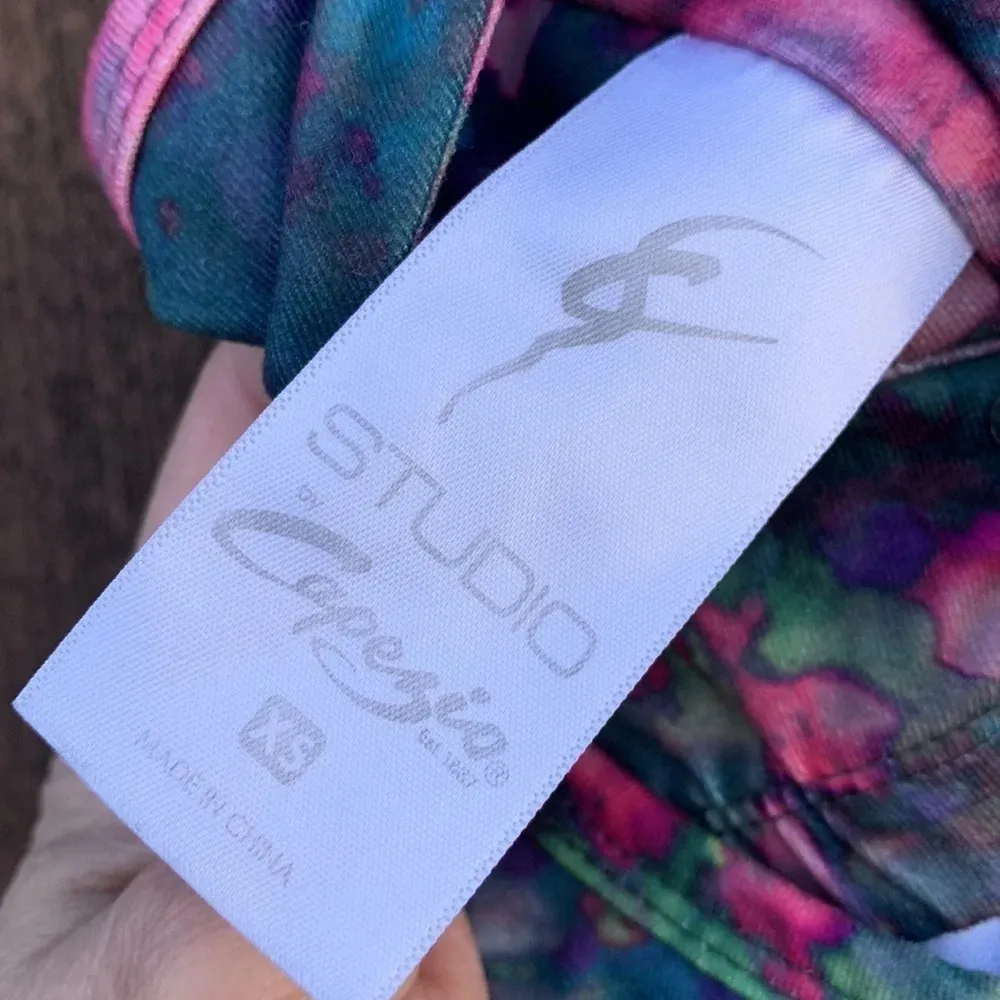 STUDIO
by
Capezio®
Est. 1887
XS
MADE IN CHINA